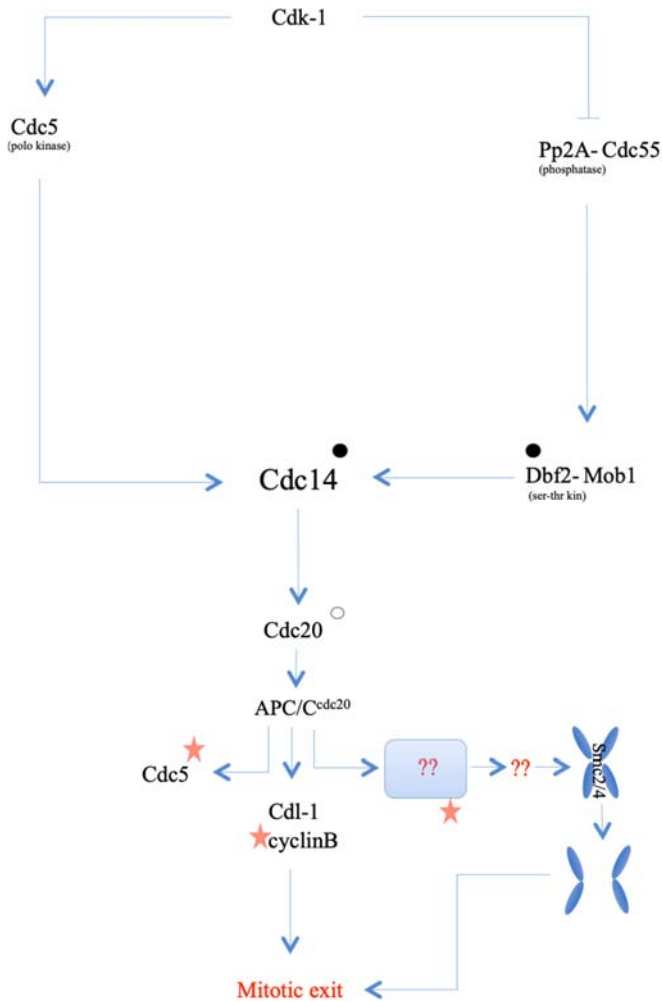 Cdk-1
Cdc5
(polo kinase)
Pp2A- Cdc55
(phosphatase)
Cdc14
Dbf2- Mob1
(ser-thr kin)
Cdc20
APC/Ccdc20
Cdc5
??
??
Smc2/4
Cdl-1
cyclinB
Mitotic exit